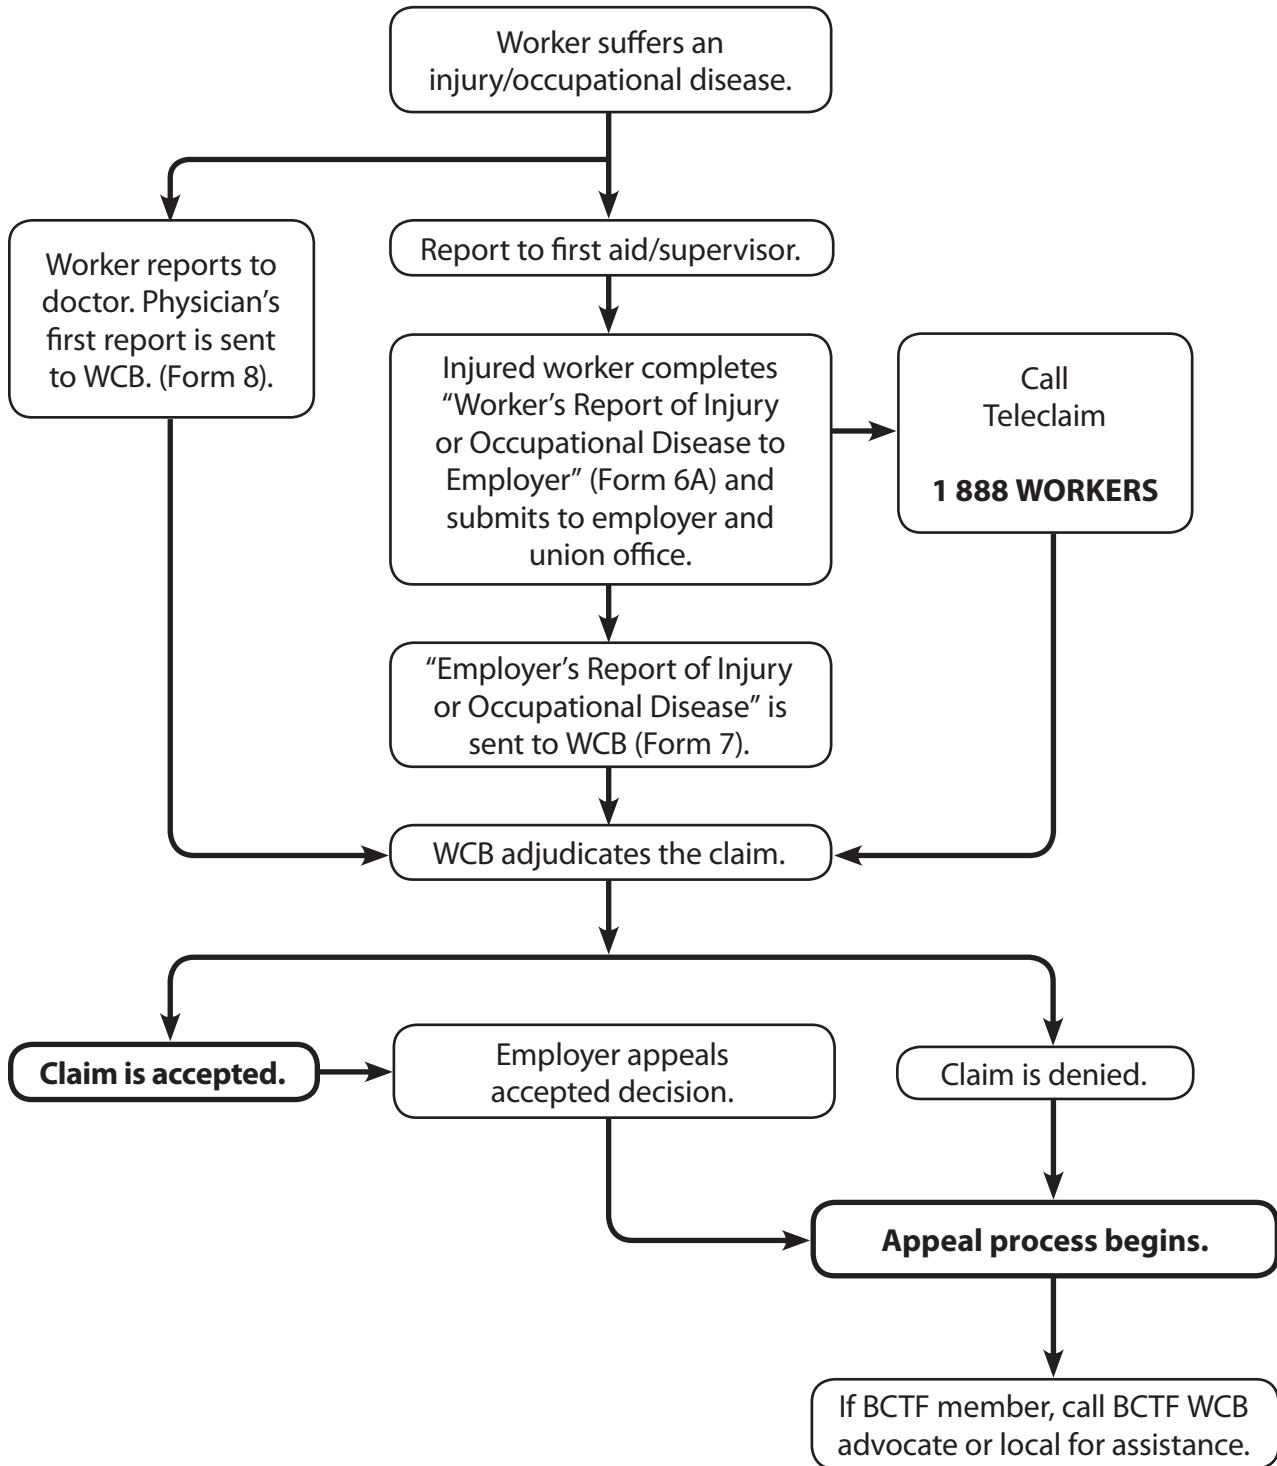 Worker suffers an
injury/occupational disease.
Worker reports to
doctor. Physician’s
first report is sent
to WCB. (Form 8).
Report to first aid/supervisor.
Injured worker completes
“Worker’s Report of Injury
or Occupational Disease to
Employer” (Form 6A) and
submits to employer and
union office.
Call
Teleclaim
1 888 WORKERS
“Employer’s Report of Injury
or Occupational Disease” is
sent to WCB (Form 7).
WCB adjudicates the claim.
Claim is accepted.
Employer appeals
accepted decision.
Claim is denied.
Appeal process begins.
If BCTF member, call BCTF WCB
advocate or local for assistance.